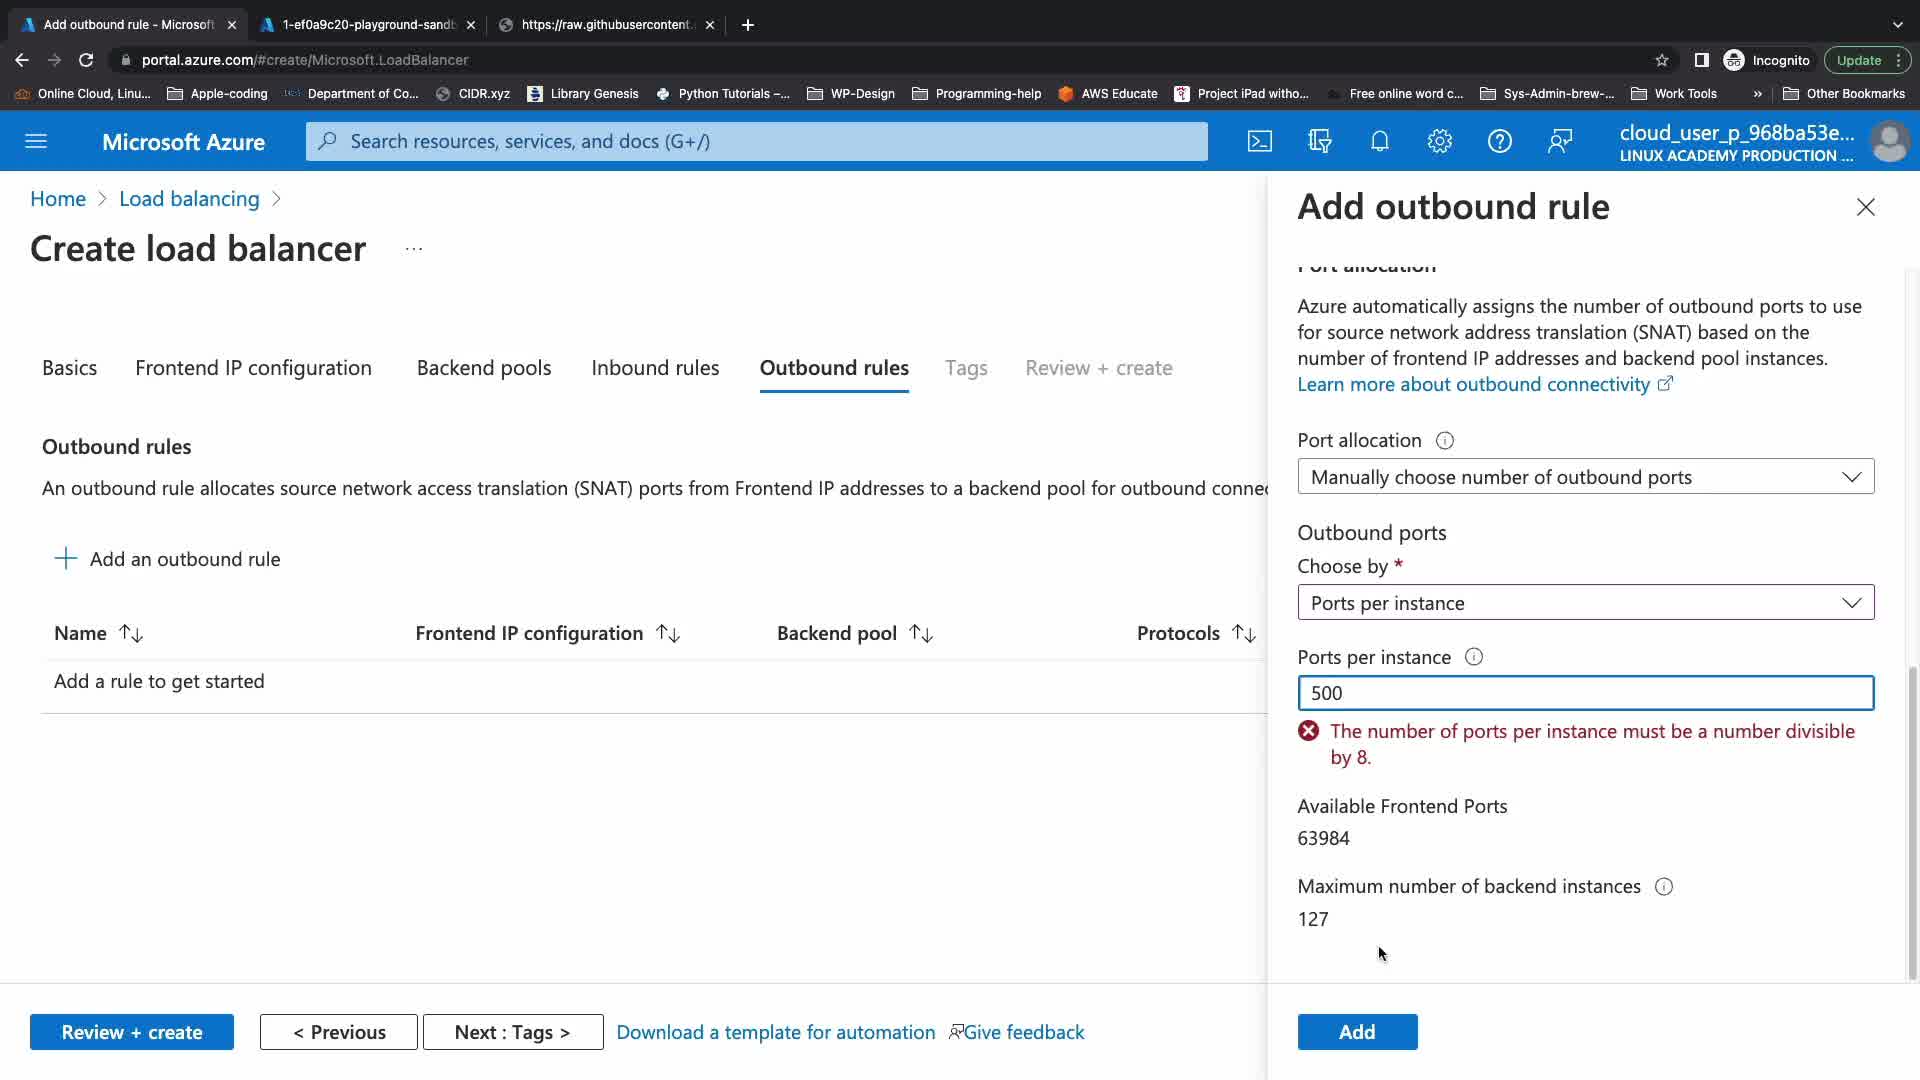 Add outbound rule - Microsoft
1-ef0a9c20-playground-sandb
https://raw.githubusercontent.
portal.azure.com/#create/Microsoft.LoadBalancer
Incognito
Update
Online Cloud, Linu...
Apple-coding
Department of Co...
CIDR.xyz
Library Genesis
Python Tutorials –...
WP-Design
Programming-help
AWS Educate
Project iPad witho...
Free online word c...
Sys-Admin-brew-...
Work Tools
»
Other Bookmarks
Microsoft Azure
Search resources, services, and docs (G+/)
cloud_user_p_968ba53e...
LINUX ACADEMY PRODUCTION ...
Home > Load balancing >
Create load balancer ...
Basics
Frontend IP configuration
Backend pools
Inbound rules
Outbound rules
Tags
Review + create
Outbound rules
An outbound rule allocates source network access translation (SNAT) ports from Frontend IP addresses to a backend pool for outbound connec
+ Add an outbound rule
Name ↑↓
Frontend IP configuration ↑↓
Backend pool ↑↓
Protocols ↑↓
Add a rule to get started
Review + create
< Previous
Next : Tags >
Download a template for automation
Give feedback
Add outbound rule
Port allocation
Azure automatically assigns the number of outbound ports to use
for source network address translation (SNAT) based on the
number of frontend IP addresses and backend pool instances.
Learn more about outbound connectivity
Port allocation
Manually choose number of outbound ports
Outbound ports
Choose by *
Ports per instance
Ports per instance
500
The number of ports per instance must be a number divisible
by 8.
Available Frontend Ports
63984
Maximum number of backend instances
127
Add